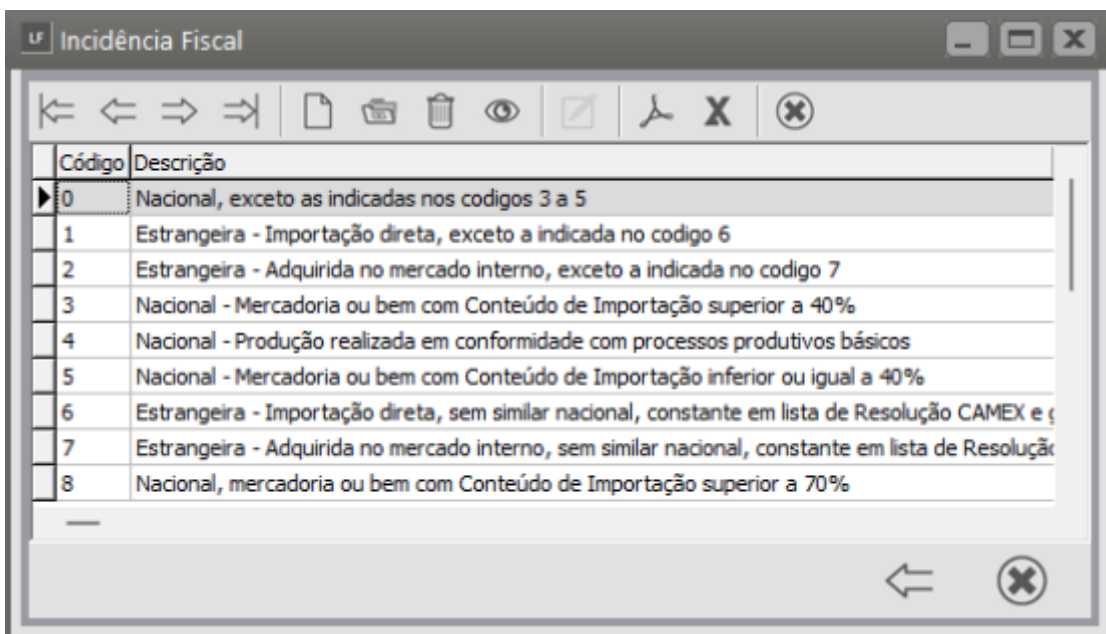 LF Incidência Fiscal
Código Descrição
0 Nacional, exceto as indicadas nos codigos 3 a 5
1 Estrangeira - Importação direta, exceto a indicada no codigo 6
2 Estrangeira - Adquirida no mercado interno, exceto a indicada no codigo 7
3 Nacional - Mercadoria ou bem com Conteúdo de Importação superior a 40%
4 Nacional - Produção realizada em conformidade com processos produtivos básicos
5 Nacional - Mercadoria ou bem com Conteúdo de Importação inferior ou igual a 40%
6 Estrangeira - Importação direta, sem similar nacional, constante em lista de Resolução CAMEX e
7 Estrangeira - Adquirida no mercado interno, sem similar nacional, constante em lista de Resolução
8 Nacional, mercadoria ou bem com Conteúdo de Importação superior a 70%